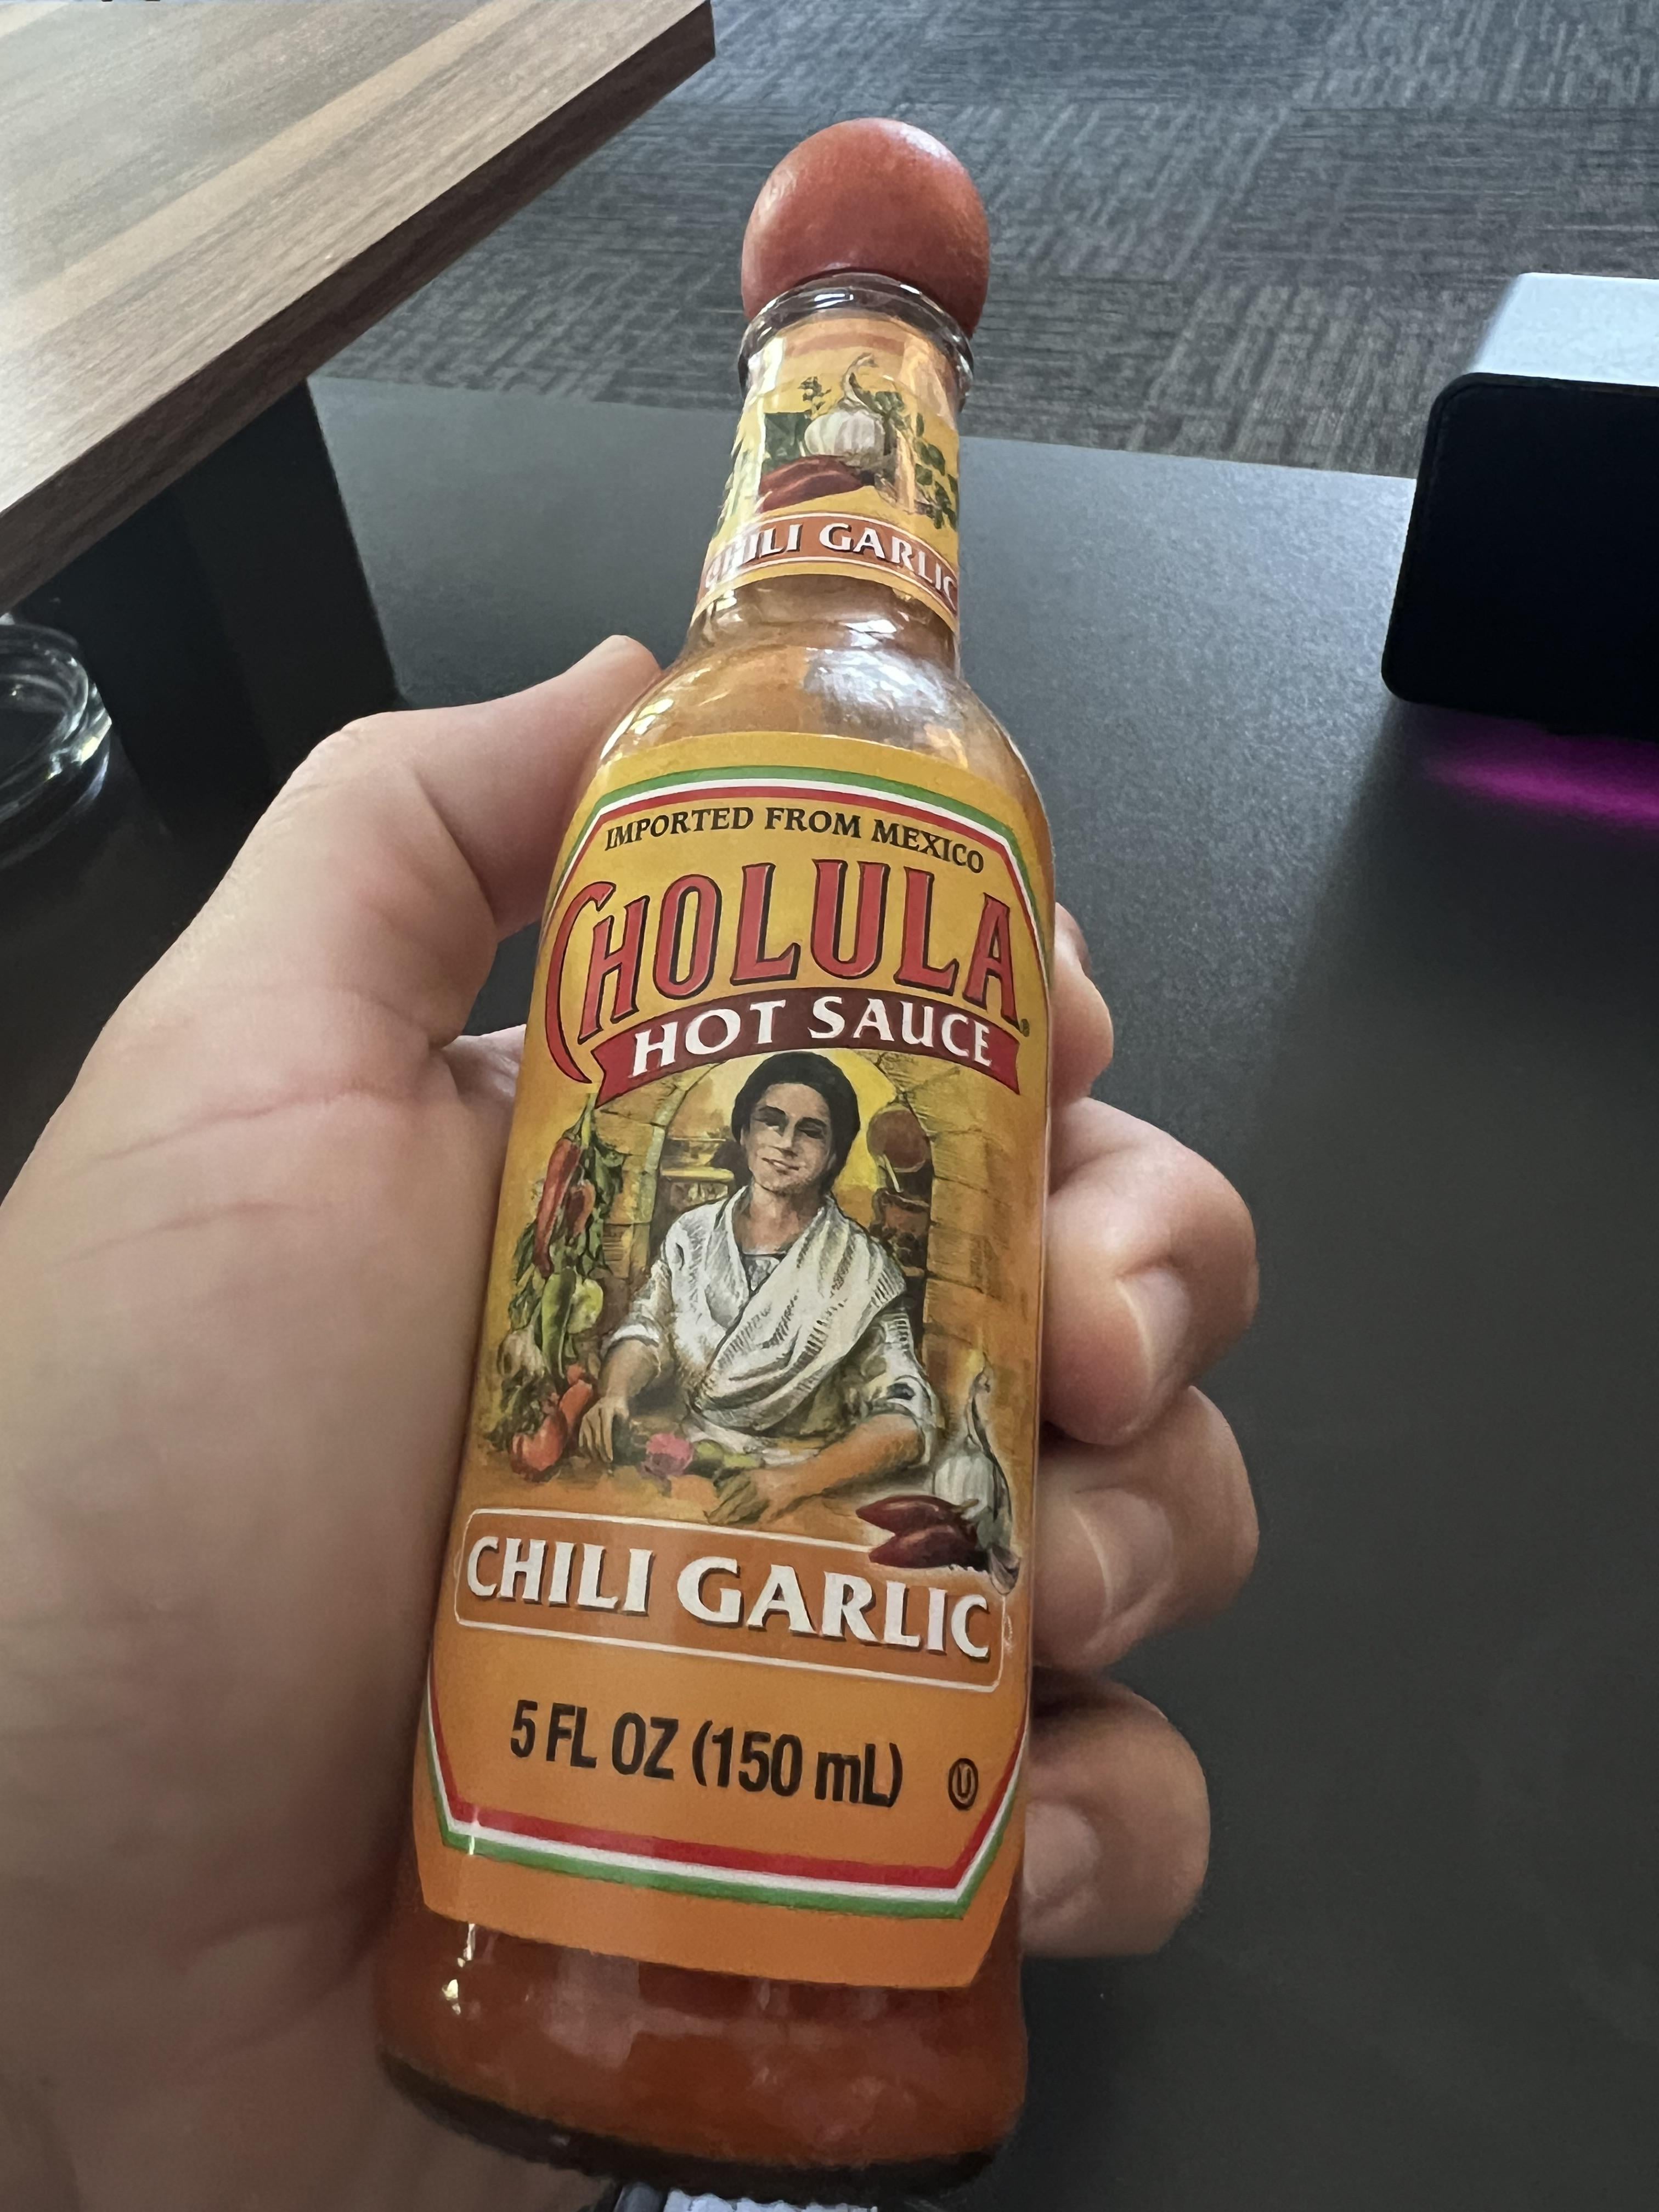 CHILI GARLIC
IMPORTED FROM MEXICO
CHOLULA®
HOT SAUCE
CHILI GARLIC
5 FL OZ (150 mL) Ⓤ